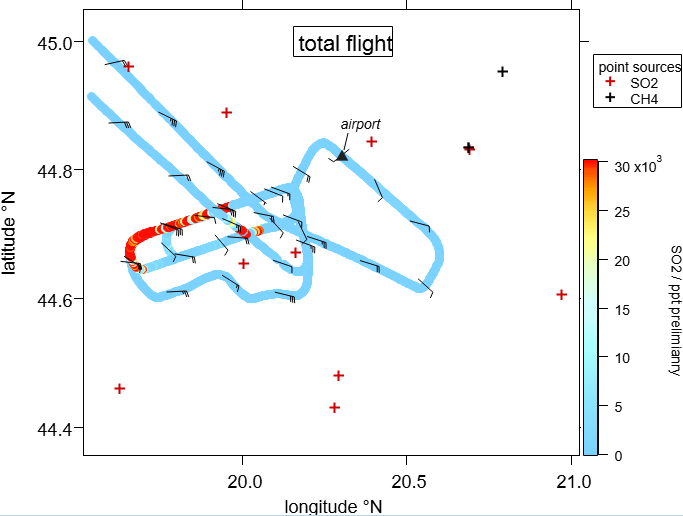 total flight
airport
45.0
44.8
44.6
44.4
latitude °N
20.0
20.5
21.0
longitude °N
point sources
SO2
CH4
30 x10³
25
20
15
10
5
0
SO2 / ppt prelimianry